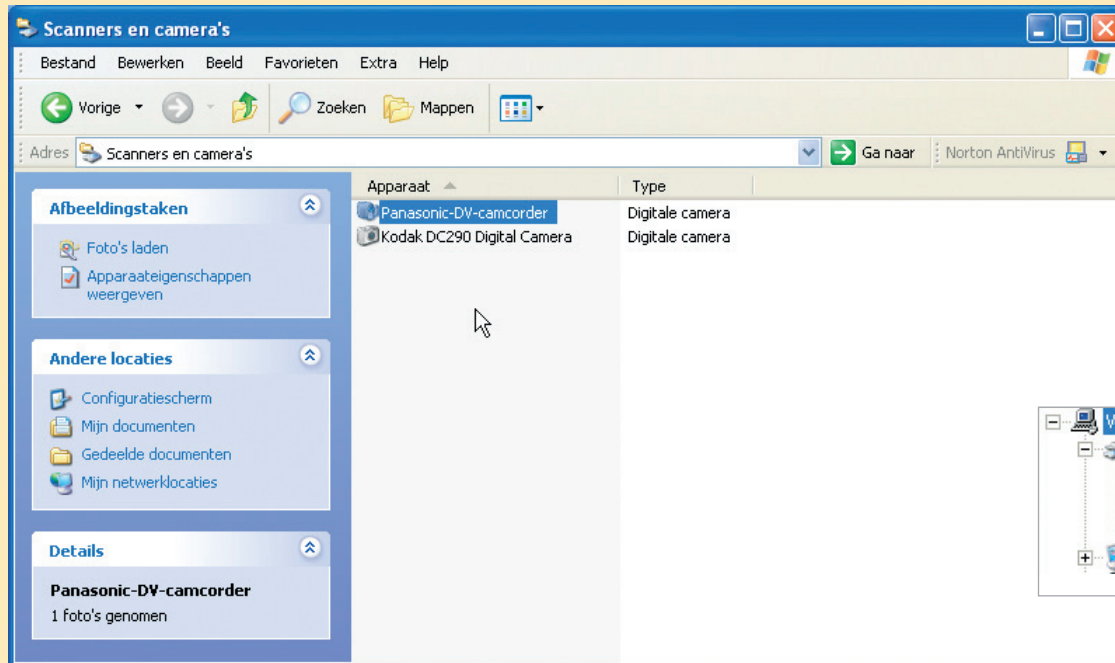 Scanners en camera's
Bestand Bewerken Beeld Favorieten Extra Help
Vorige Zoeken Mappen
Adres Scanners en camera's Ga naar Norton AntiVirus
Apparaat Type
Afbeeldingstaken
Foto's laden
Apparaateigenschappen
weergeven
Panasonic-DV-camcorder Digitale camera
Kodak DC290 Digital Camera Digitale camera
Andere locaties
Configuratiescherm
Mijn documenten
Gedeelde documenten
Mijn netwerklocaties
Details
Panasonic-DV-camcorder
1 foto's genomen